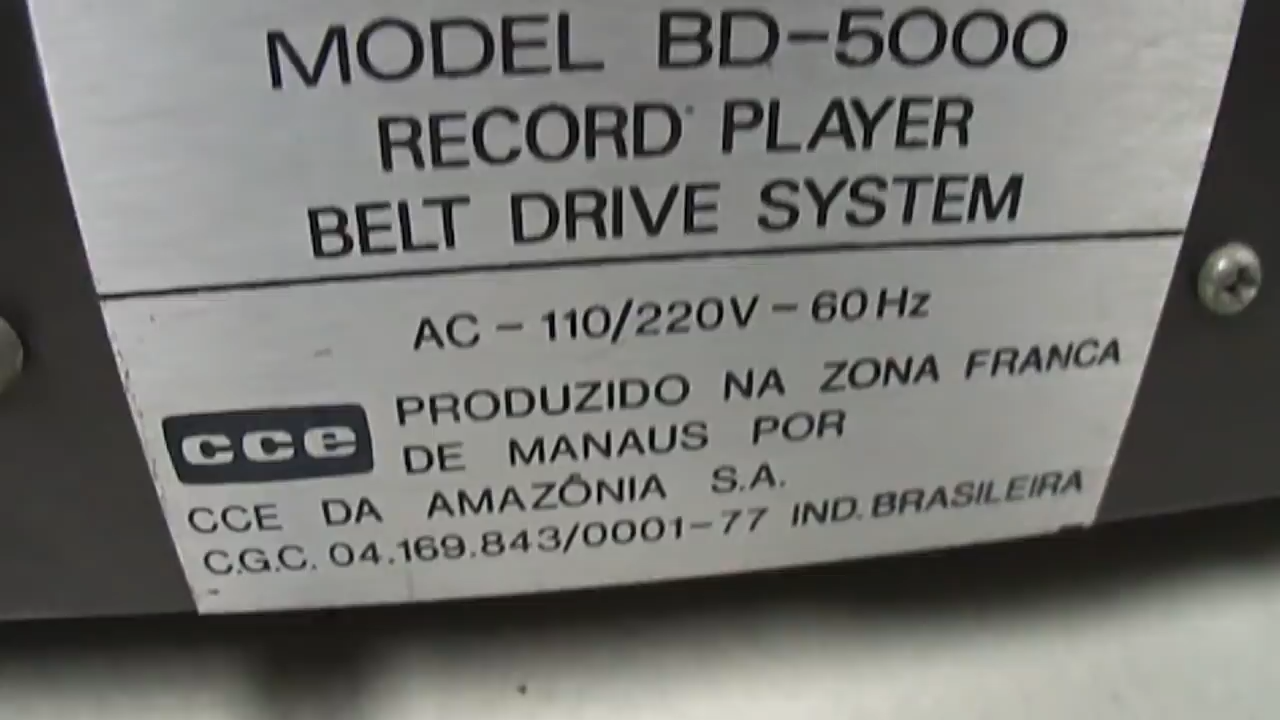 MODEL BD-5000
RECORD PLAYER
BELT DRIVE SYSTEM
AC - 110/220V - 60Hz
cce
PRODUZIDO NA ZONA FRANCA
DE MANAUS POR
CCE DA AMAZÔNIA S.A.
C.G.C. 04.169.843/0001-77 IND. BRASILEIRA